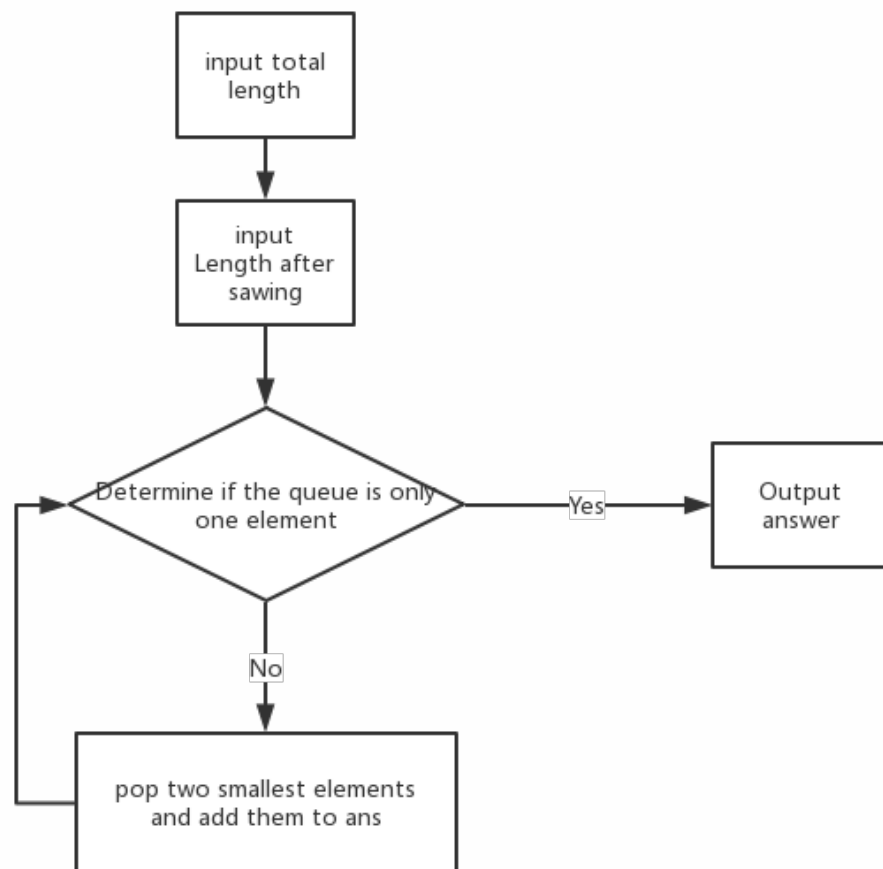 input total
length
input
Length after
sawing
Determine if the queue is only
one element
Yes
Output
answer
No
pop two smallest elements
and add them to ans